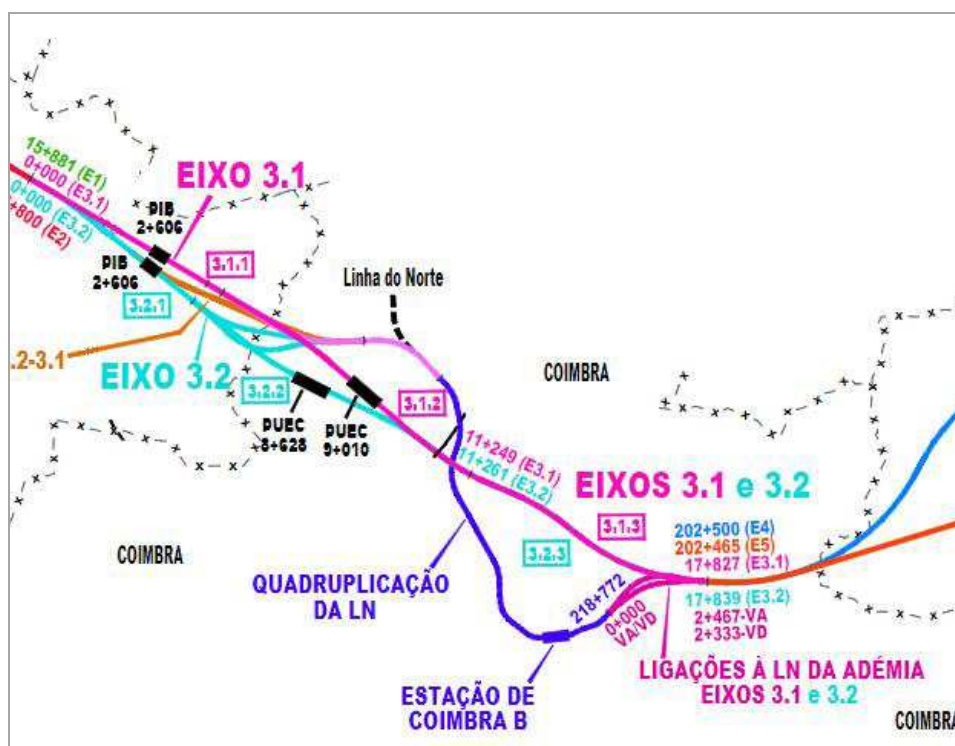 15+881 (E1)
0+000 (E3.1)
0+000 (E3.2)
+800 (E2)
EIXO 3.1
PIB
2+606
PIB
2+606
3.1.1
3.2.1
.2-3.1
EIXO 3.2
Linha do Norte
3.2.2
PUEC
8+628
PUEC
9+010
3.1.2
COIMBRA
11+249 (E3.1)
11+261 (E3.2)
EIXOS 3.1 e 3.2
3.1.3
3.2.3
202+500 (E4)
202+465 (E5)
17+827 (E3.1)
17+839 (E3.2)
2+467-VA
2+333-VD
COIMBRA
QUADRUPLICAÇÃO
DA LN
218+772
0+000
VA/VD
LIGAÇÕES À LN DA ADÉMIA
EIXOS 3.1 e 3.2
ESTAÇÃO DE
COIMBRA B
COIMBRA